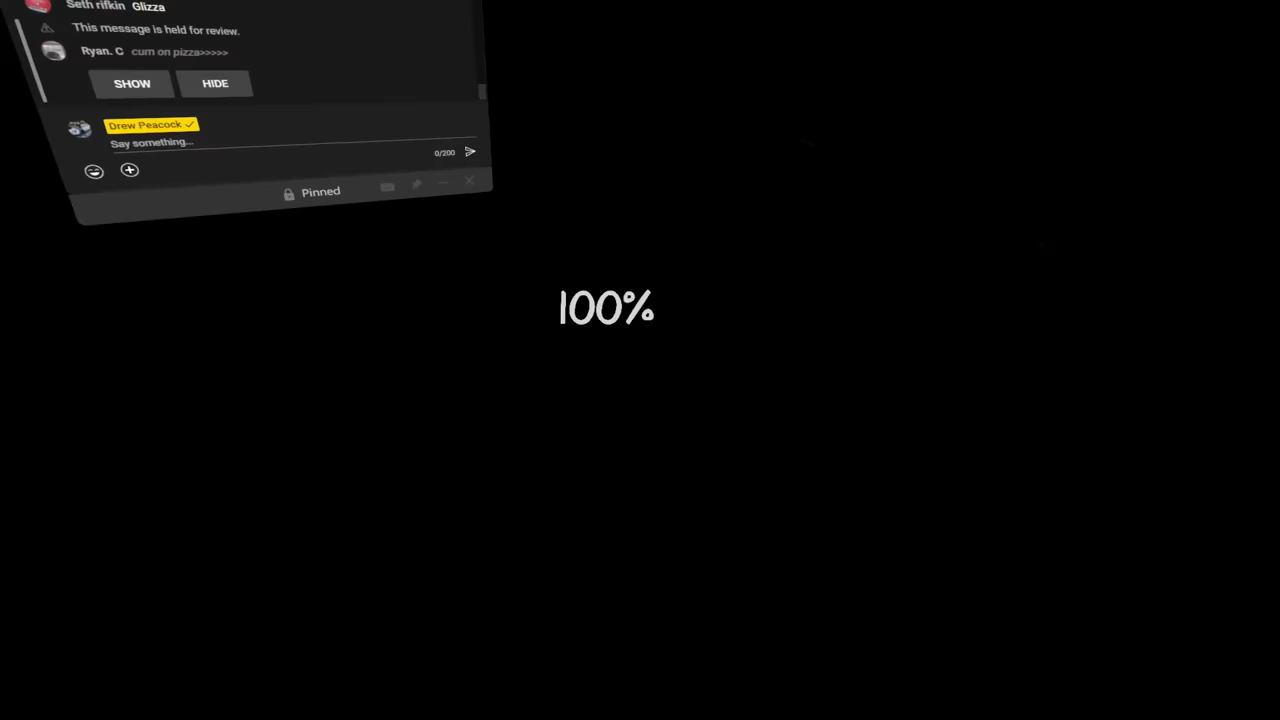 Seth rifkin Glizza
This message is held for review.
Ryan. C cum on pizza>>>>>
SHOW HIDE
Drew Peacock
Say something...
0/200
Pinned
100%